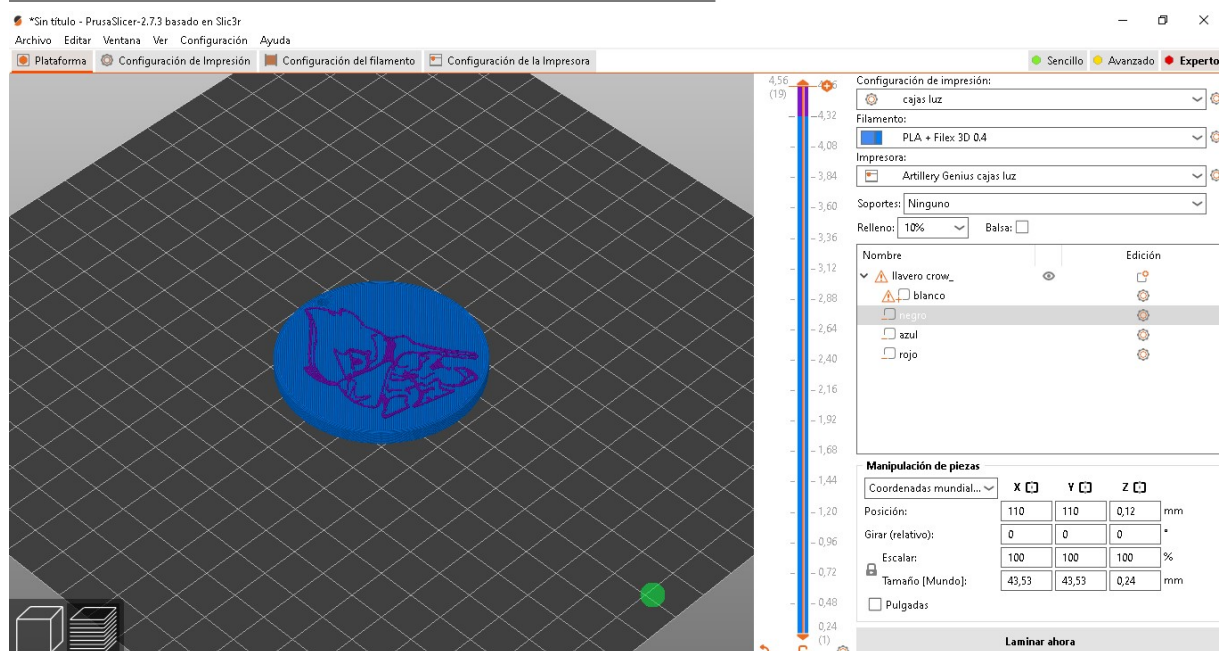 *Sin título - PrusaSlicer-2.7.3 basado en Slic3r
Archivo Editar Ventana Ver Configuración Ayuda
Plataforma Configuración de Impresión Configuración del filamento Configuración de la Impresora Sencillo Avanzado Experto
4,56
(19)
4,32
4,08
3,84
3,60
3,36
3,12
2,88
2,64
2,40
2,16
1,92
1,68
1,44
1,20
0,96
0,72
0,48
0,24
(1)
Configuración de impresión:
cajas luz
Filamento:
PLA + Filex 3D 0.4
Impresora:
Artillery Genius cajas luz
Soportes: Ninguno
Relleno: 10% Balsa:
Nombre Edición
llavero crow_
blanco
negro
azul
rojo
Manipulación de piezas
Coordenadas mundial... X Y Z
Posición: 110 110 0,12 mm
Girar (relativo): 0 0 0 °
Escalar: 100 100 100 %
Tamaño [Mundo]: 43,53 43,53 0,24 mm
Pulgadas
Laminar ahora